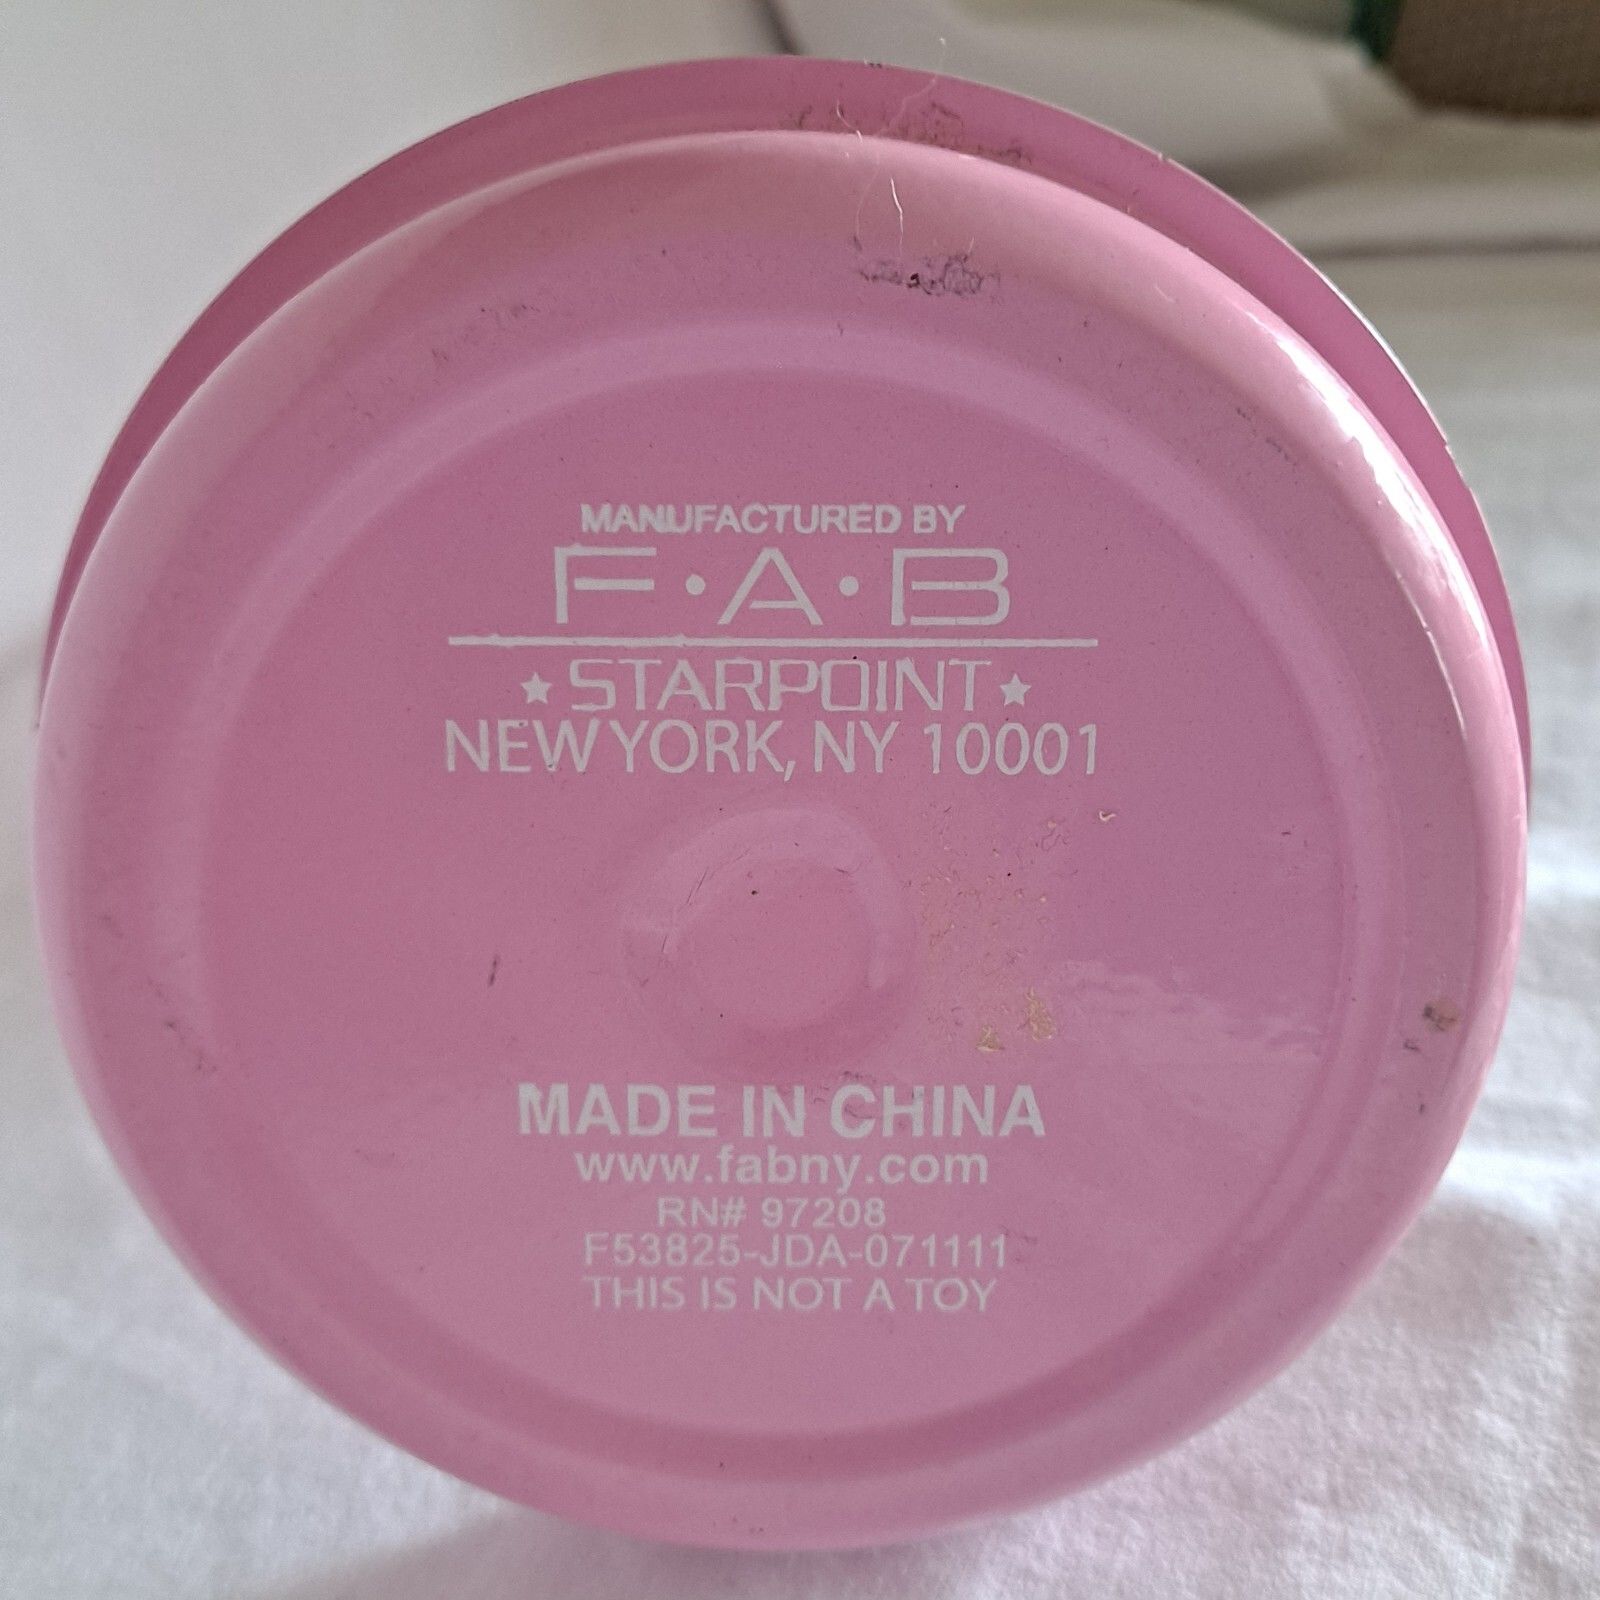 MANUFACTURED BY
F·A·B
★STARPOINT★
NEW YORK, NY 10001
MADE IN CHINA
www.fabny.com
RN# 97208
F53825-JDA-071111
THIS IS NOT A TOY